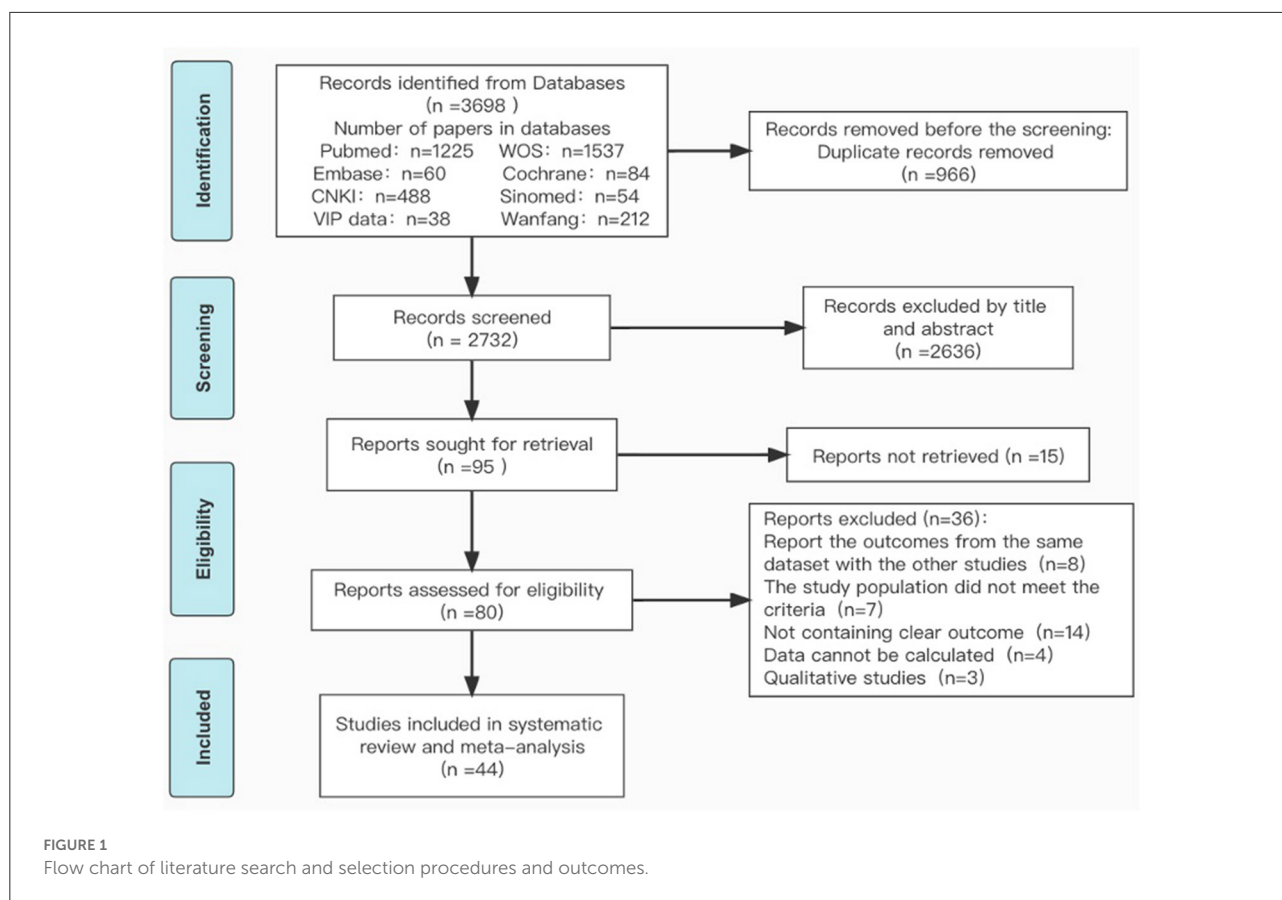 Identification
Records identified from Databases
(n =3698 )
Number of papers in databases
Pubmed: n=1225 WOS: n=1537
Embase: n=60 Cochrane: n=84
CNKI: n=488 Sinomed: n=54
VIP data: n=38 Wanfang: n=212
Records removed before the screening:
Duplicate records removed
(n =966)
Screening
Records screened
(n = 2732)
Records excluded by title
and abstract
(n =2636)
Reports sought for retrieval
(n =95 )
Reports not retrieved (n =15)
Eligibility
Reports assessed for eligibility
(n =80)
Reports excluded (n=36):
Report the outcomes from the same
dataset with the other studies (n=8)
The study population did not meet the
criteria (n=7)
Not containing clear outcome (n=14)
Data cannot be calculated (n=4)
Qualitative studies (n=3)
Included
Studies included in systematic
review and meta-analysis
(n =44)
FIGURE 1
Flow chart of literature search and selection procedures and outcomes.